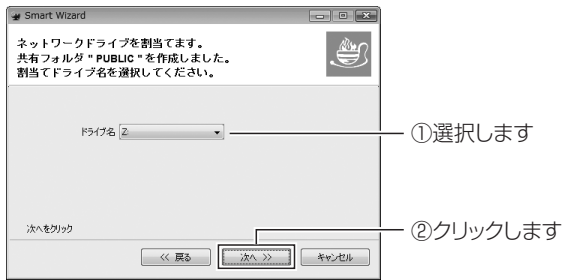 Smart Wizard
ネットワークドライブを割当てます。
共有フォルダ "PUBLIC" を作成しました。
割当てドライブ名を選択してください。
ドライブ名 Z:
①選択します
次へをクリック
②クリックします
<< 戻る
次へ >>
キャンセル